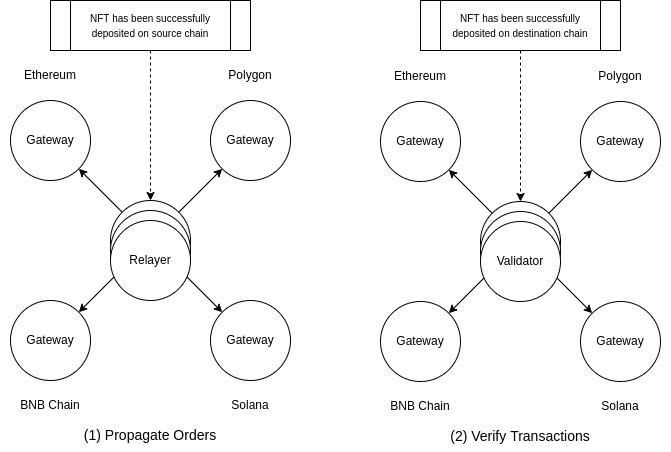 NFT has been successfully
deposited on source chain
Ethereum
Polygon
Gateway
Gateway
Relayer
Gateway
Gateway
BNB Chain
Solana
(1) Propagate Orders
NFT has been successfully
deposited on destination chain
Ethereum
Polygon
Gateway
Gateway
Validator
Gateway
Gateway
BNB Chain
Solana
(2) Verify Transactions